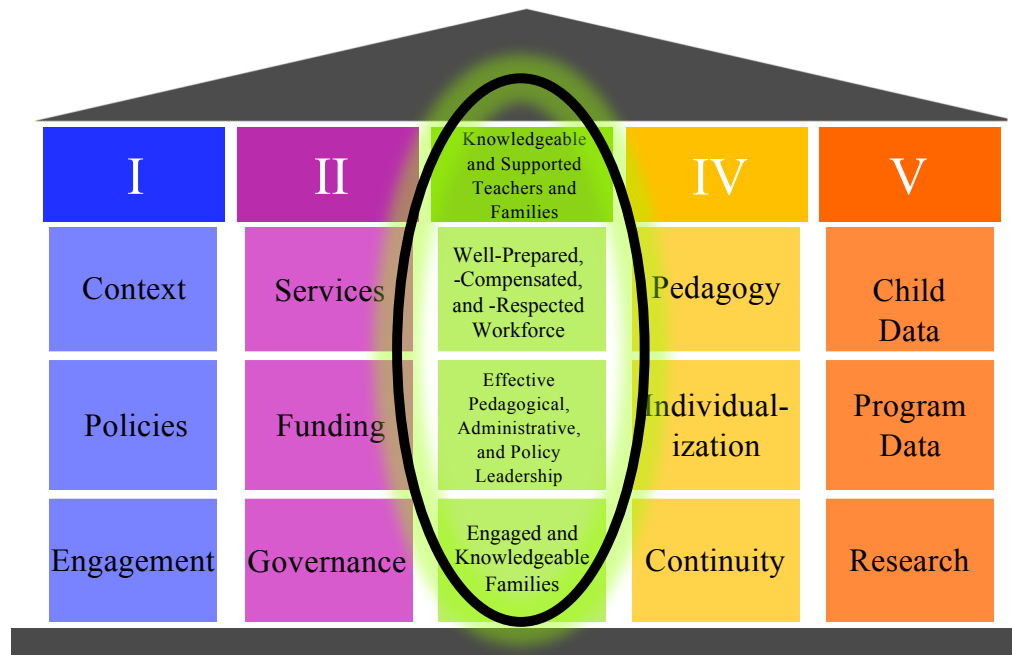 I
II
Knowledgeable
and Supported
Teachers and
Families
IV
V
Context
Services
Well-Prepared,
-Compensated,
and -Respected
Workforce
Pedagogy
Child
Data
Policies
Funding
Effective
Pedagogical,
Administrative,
and Policy
Leadership
Individual-
ization
Program
Data
Engagement
Governance
Engaged and
Knowledgeable
Families
Continuity
Research